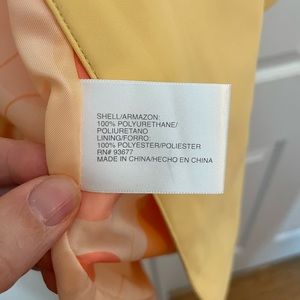 SHELL/ARMAZON:
100% POLYURETHANE/
POLIURETANO
LINING/FORRO:
100% POLYESTER/POLIESTER
RN# 93677
MADE IN CHINA/HECHO EN CHINA